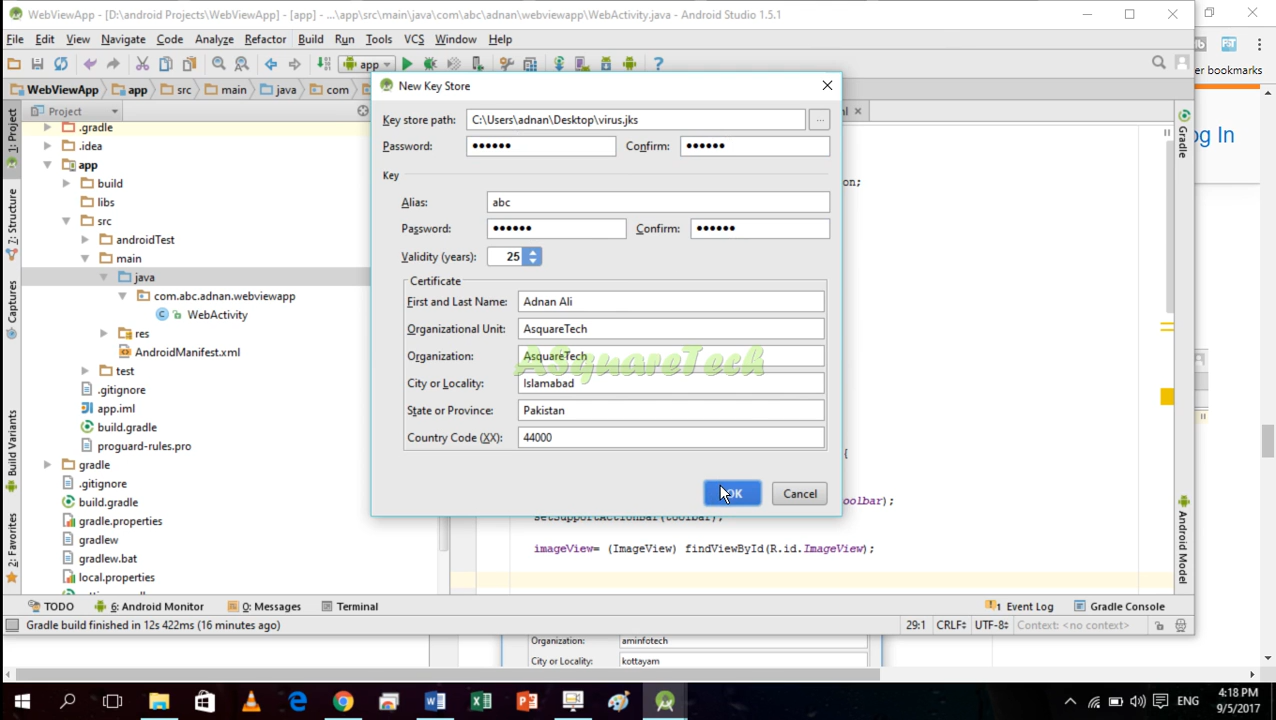 WebViewApp - [D:\android Projects\WebViewApp] - [app] - ...\app\src\main\java\com\abc\adnan\webviewapp\WebActivity.java - Android Studio 1.5.1
File Edit View Navigate Code Analyze Refactor Build Run Tools VCS Window Help
app
er bookmarks
WebViewApp app src main java com
New Key Store
Project
1: Project
7: Structure
Captures
Build Variants
2: Favorites
Gradle
Android Model
og In
.gradle
.idea
app
build
libs
src
androidTest
main
java
com.abc.adnan.webviewapp
WebActivity
res
AndroidManifest.xml
test
.gitignore
app.iml
build.gradle
proguard-rules.pro
gradle
.gitignore
build.gradle
gradle.properties
gradlew
gradlew.bat
local.properties
Key store path: C:\Users\adnan\Desktop\virus.jks ...
Password: •••••• Confirm: ••••••
Key
Alias: abc
Password: •••••• Confirm: ••••••
Validity (years): 25
Certificate
First and Last Name: Adnan Ali
Organizational Unit: AsquareTech
Organization: AsquareTech
ASquareTech
City or Locality: Islamabad
State or Province: Pakistan
Country Code (XX): 44000
OK Cancel
on;
{
oolbar);
setSupportActionBar(toolbar);
imageView= (ImageView) findViewById(R.id.ImageView);
TODO 6: Android Monitor 0: Messages Terminal 1 Event Log Gradle Console
Gradle build finished in 12s 422ms (16 minutes ago) 29:1 CRLF UTF-8 Context: <no context>
Organization: aminfotech
City or Locality: kottayam
ENG
4:18 PM
9/5/2017